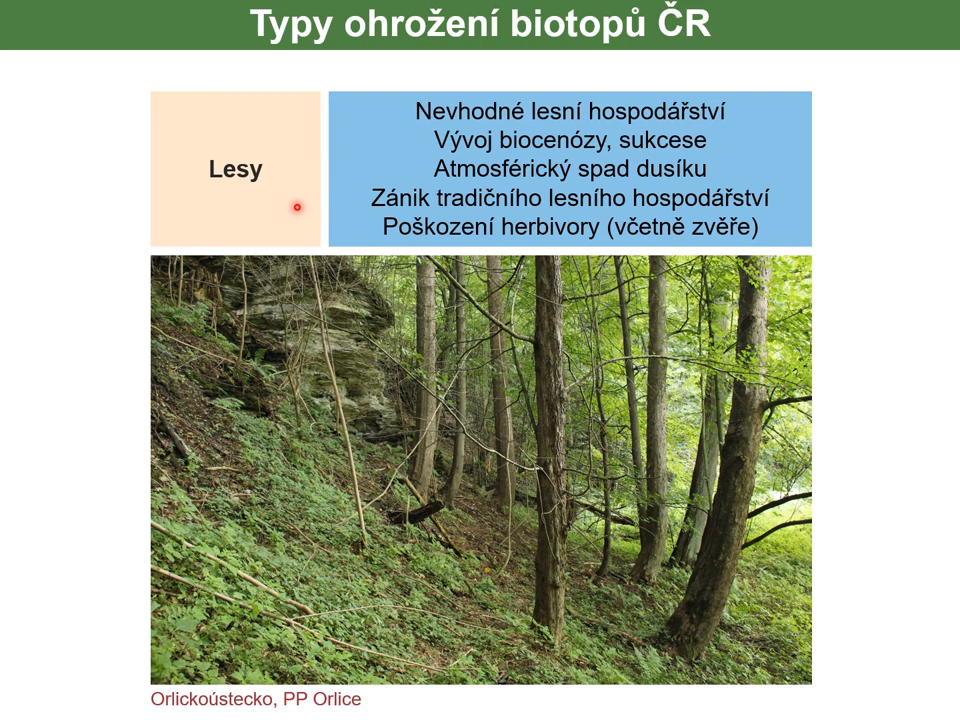 Typy ohrožení biotopů ČR
Lesy
Nevhodné lesní hospodářství
Vývoj biocenózy, sukcese
Atmosférický spad dusíku
Zánik tradičního lesního hospodářství
Poškození herbivory (včetně zvěře)
Orlickoústecko, PP Orlice